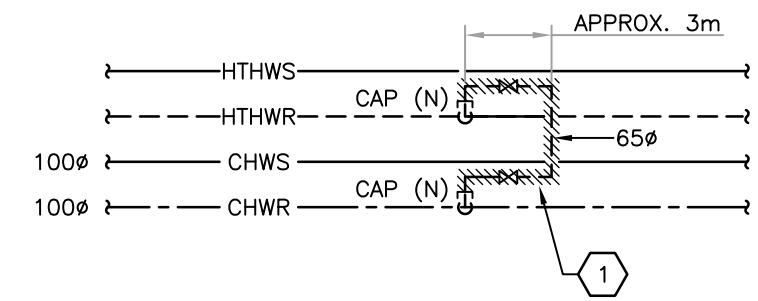 APPROX. 3m
HTHWS
CAP (N)
HTHWR
65ø
100ø CHWS
CAP (N)
100ø CHWR
1